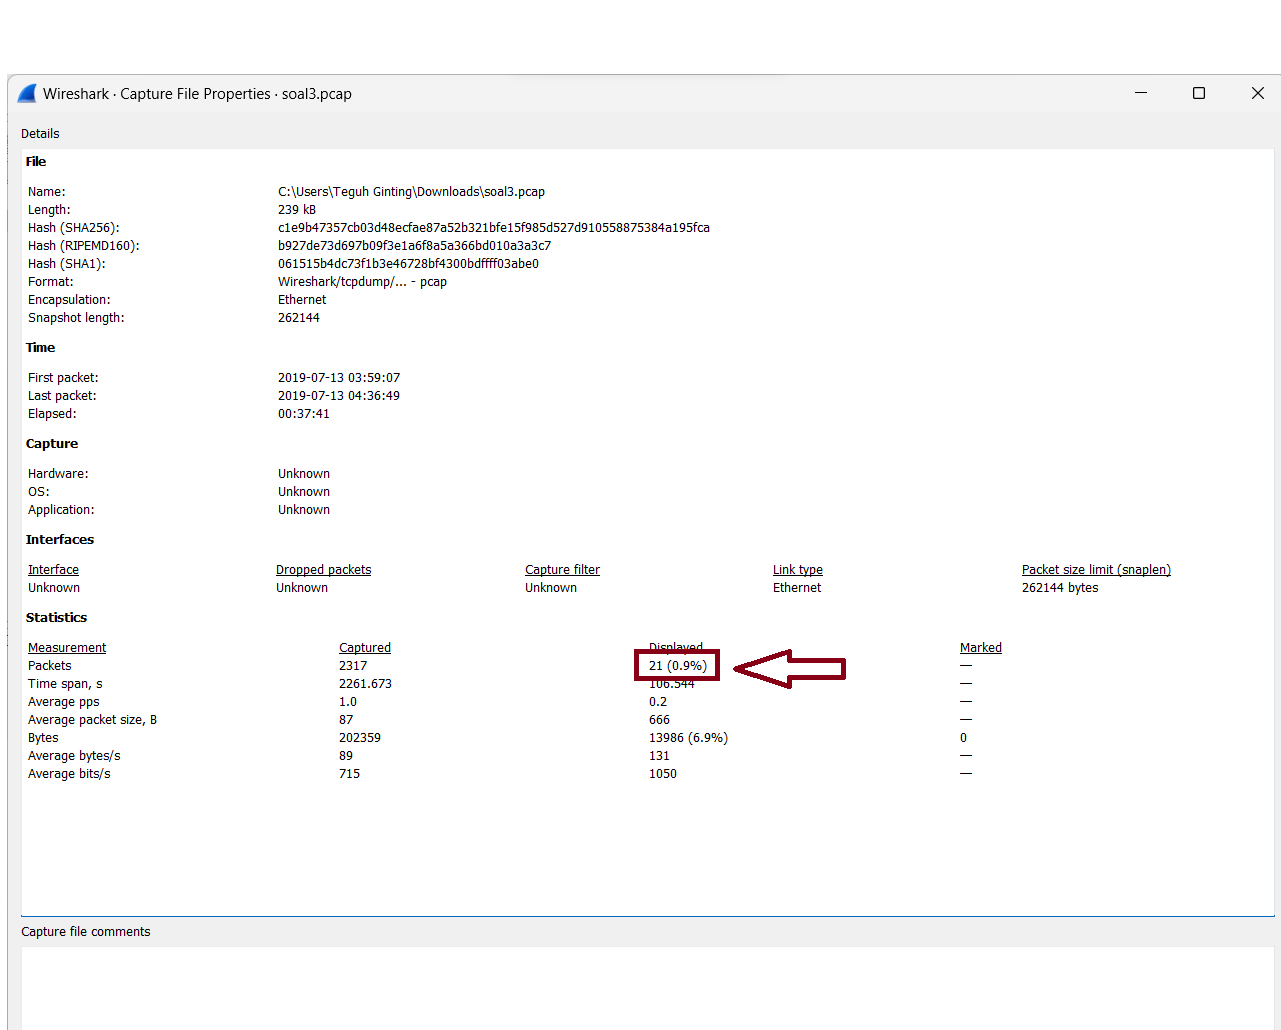 Wireshark · Capture File Properties · soal3.pcap
Details
File
Name: C:\Users\Teguh Ginting\Downloads\soal3.pcap
Length: 239 kB
Hash (SHA256): c1e9b47357cb03d48ecfae87a52b321bfe15f985d527d910558875384a195fca
Hash (RIPEMD160): b927de73d697b09f3e1a6f8a5a366bd010a3a3c7
Hash (SHA1): 061515b4dc73f1b3e46728bf4300bdffff03abe0
Format: Wireshark/tcpdump/... - pcap
Encapsulation: Ethernet
Snapshot length: 262144
Time
First packet: 2019-07-13 03:59:07
Last packet: 2019-07-13 04:36:49
Elapsed: 00:37:41
Capture
Hardware: Unknown
OS: Unknown
Application: Unknown
Interfaces
Interface Dropped packets Capture filter Link type Packet size limit (snaplen)
Unknown Unknown Unknown Ethernet 262144 bytes
Statistics
Measurement Captured Displayed Marked
Packets 2317 21 (0.9%) —
Time span, s 2261.673 106.544 —
Average pps 1.0 0.2 —
Average packet size, B 87 666 —
Bytes 202359 13986 (6.9%) 0
Average bytes/s 89 131 —
Average bits/s 715 1050 —
Capture file comments